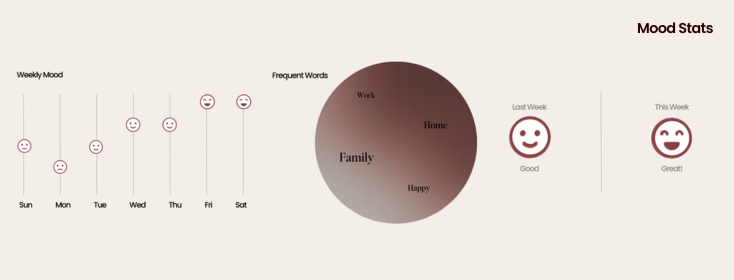 Mood Stats
Weekly Mood
Sun Mon Tue Wed Thu Fri Sat
Frequent Words
Work
Home
Family
Happy
Last Week
Good
This Week
Great!